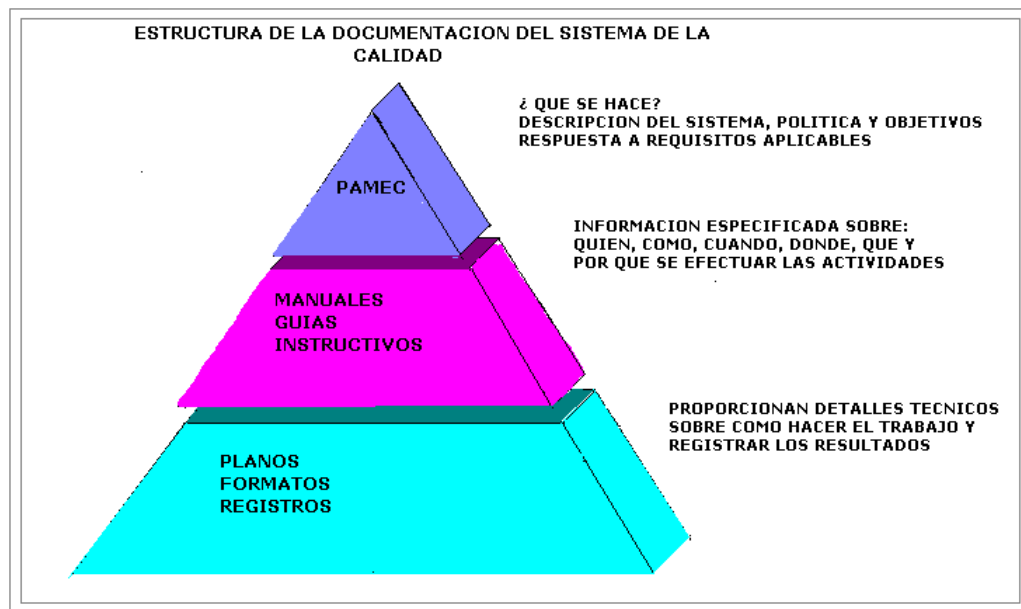 ESTRUCTURA DE LA DOCUMENTACION DEL SISTEMA DE LA
CALIDAD
¿ QUE SE HACE?
DESCRIPCION DEL SISTEMA, POLITICA Y OBJETIVOS
RESPUESTA A REQUISITOS APLICABLES
PAMEC
INFORMACION ESPECIFICADA SOBRE:
QUIEN, COMO, CUANDO, DONDE, QUE Y
POR QUE SE EFECTUAR LAS ACTIVIDADES
MANUALES
GUIAS
INSTRUCTIVOS
PROPORCIONAN DETALLES TECNICOS
SOBRE COMO HACER EL TRABAJO Y
REGISTRAR LOS RESULTADOS
PLANOS
FORMATOS
REGISTROS